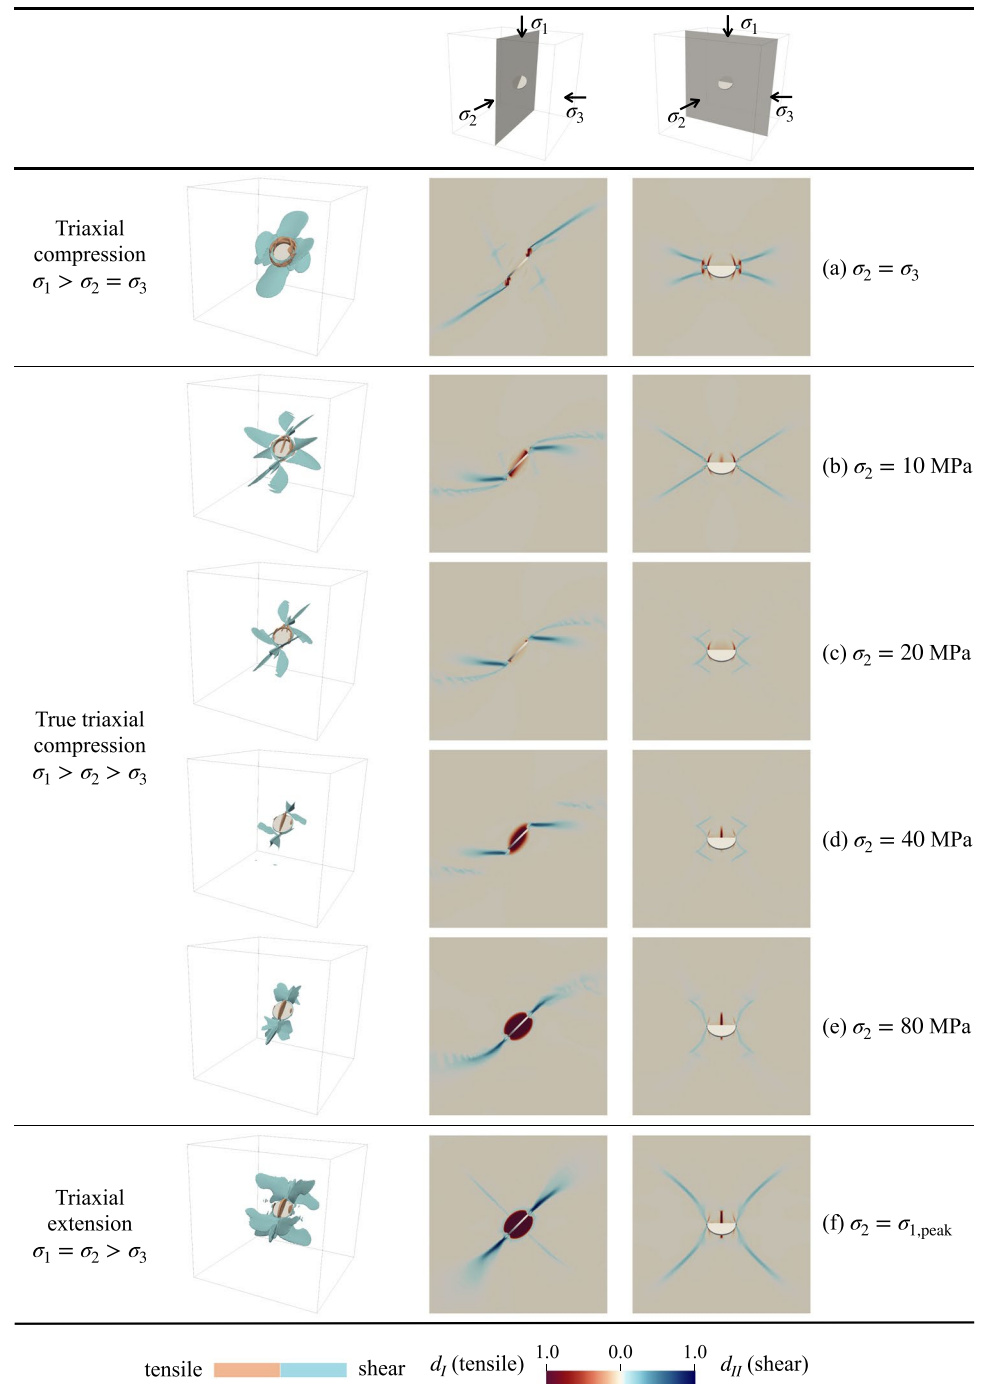 σ1
σ2
σ3
σ1
σ2
σ3
Triaxial
compression
σ1 > σ2 = σ3
(a) σ2 = σ3
(b) σ2 = 10 MPa
(c) σ2 = 20 MPa
True triaxial
compression
σ1 > σ2 > σ3
(d) σ2 = 40 MPa
(e) σ2 = 80 MPa
Triaxial
extension
σ1 = σ2 > σ3
(f) σ2 = σ1,peak
tensile shear
dI (tensile) 1.0 0.0 1.0 dII (shear)